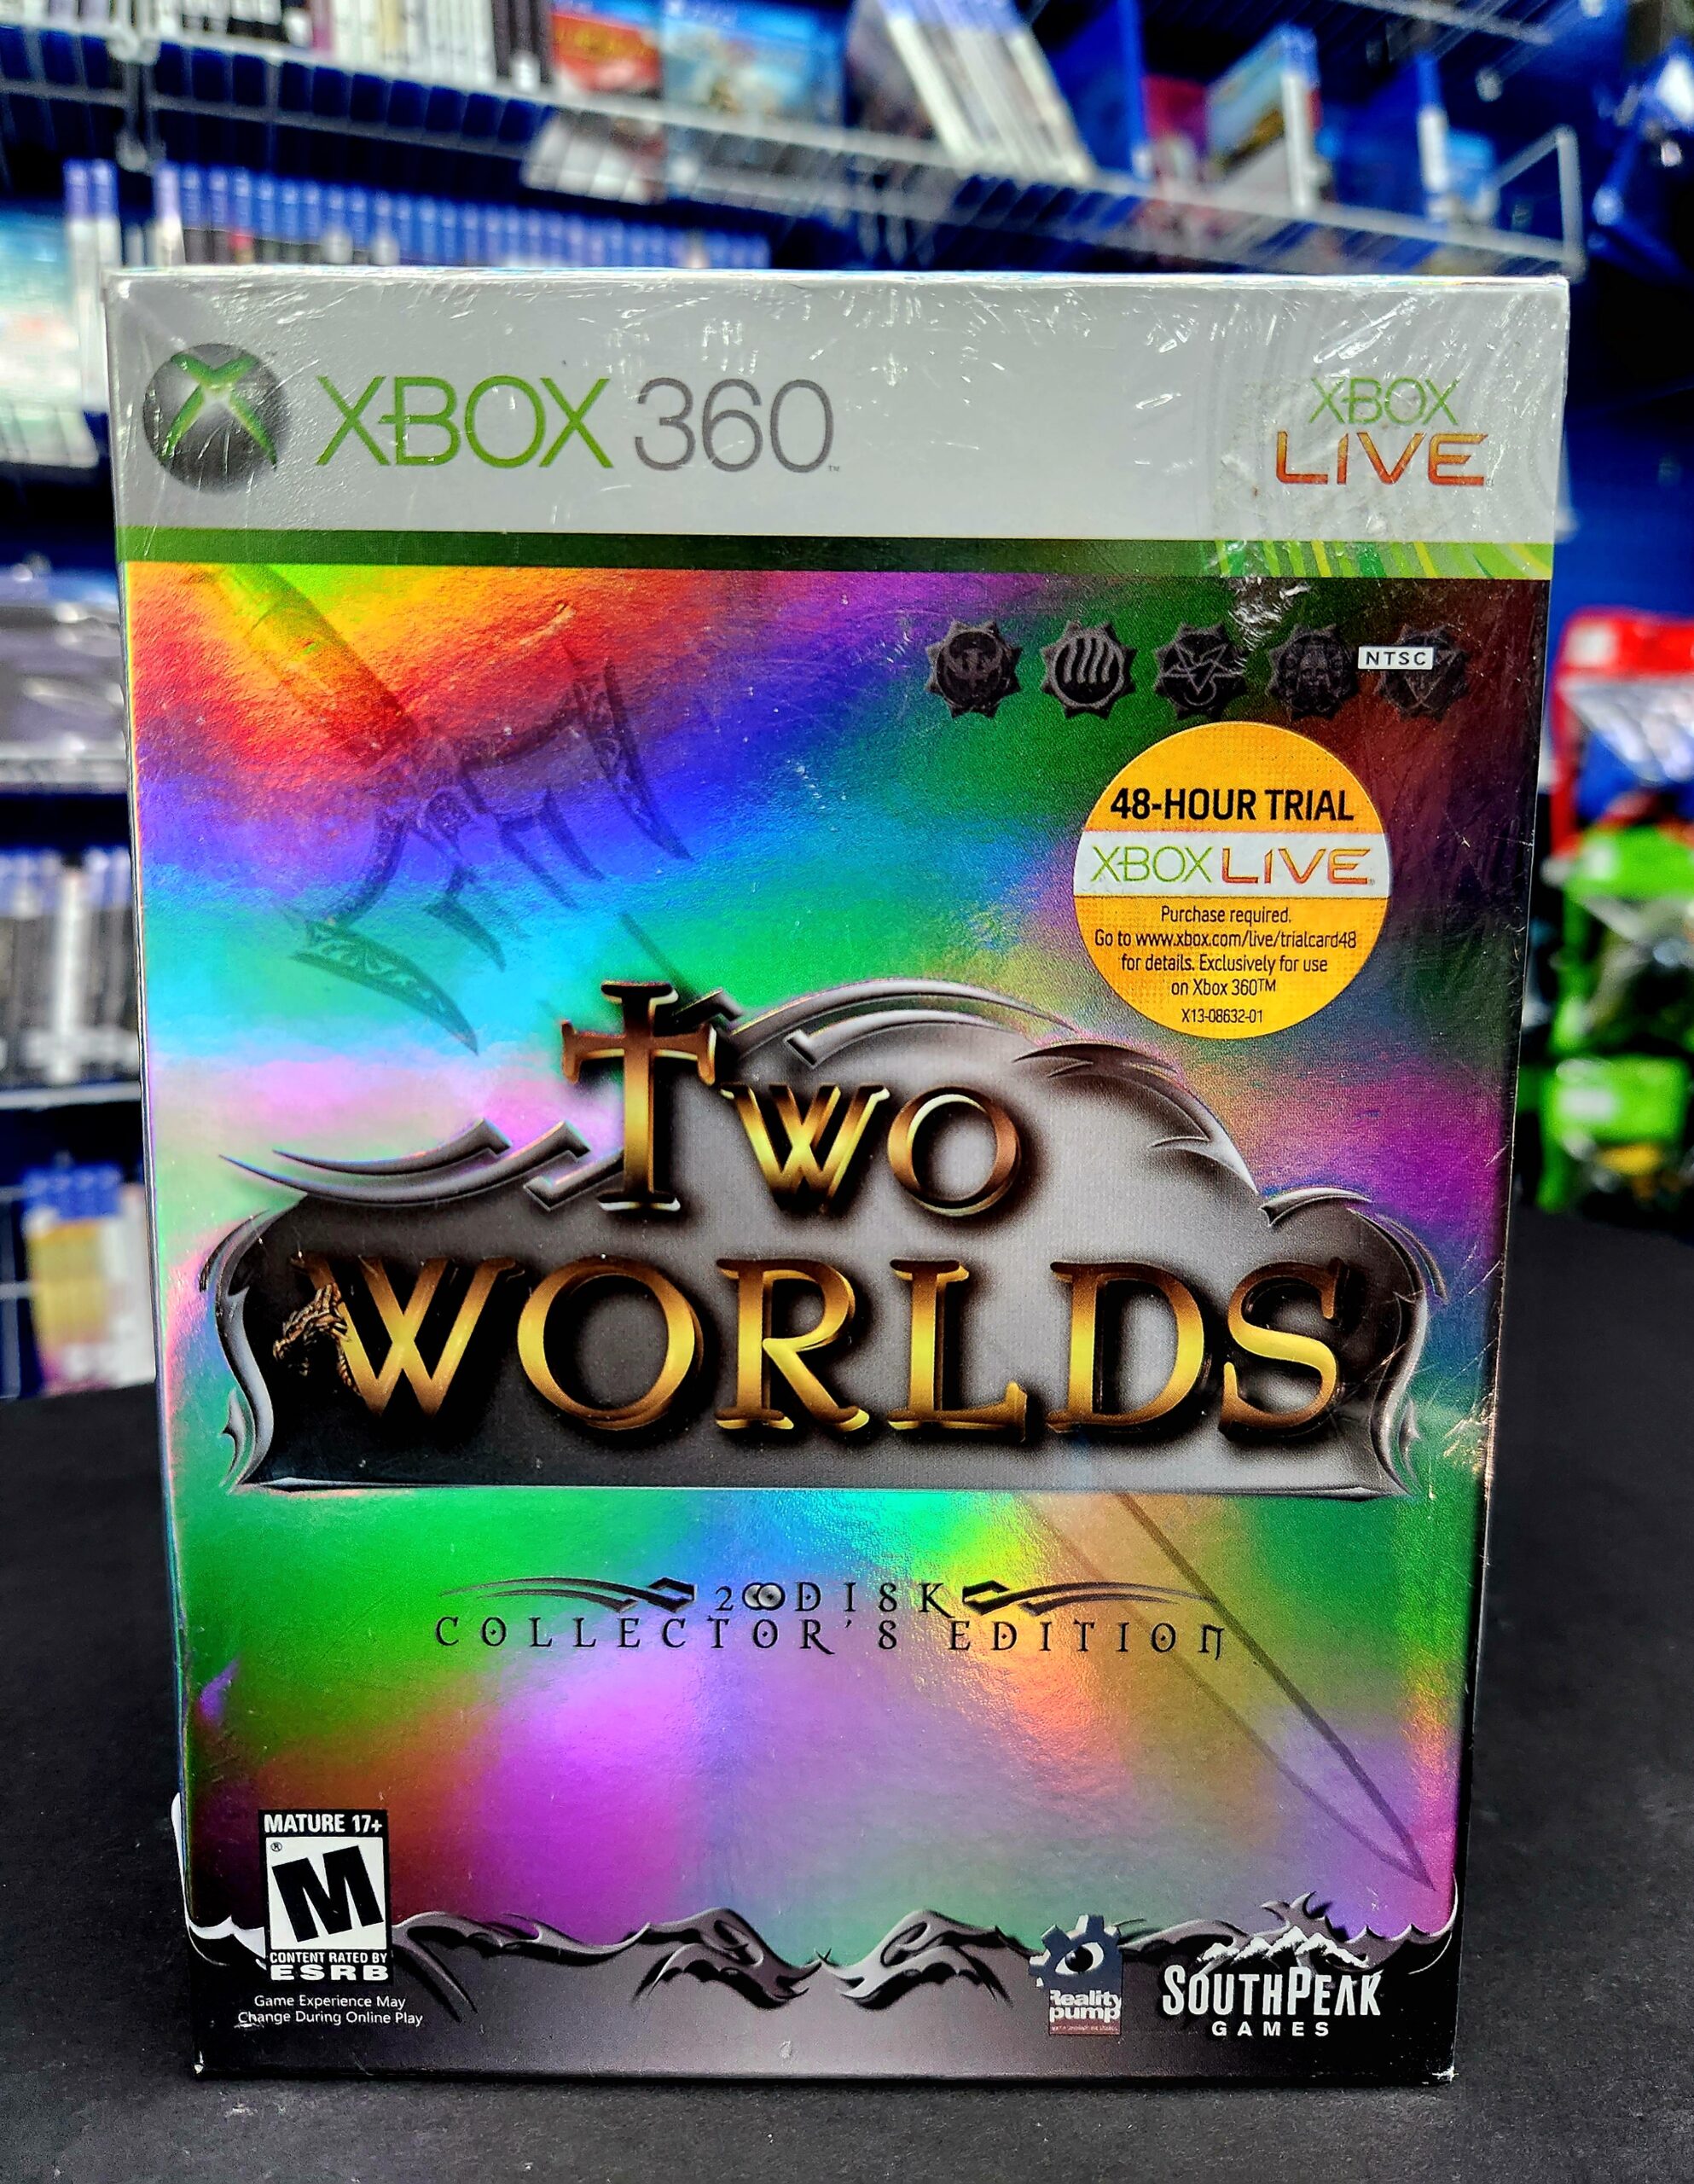 XBOX 360™
XBOX
LIVE
NTSC
48-HOUR TRIAL
XBOX LIVE
Purchase required.
Go to www.xbox.com/live/trialcard48
for details. Exclusively for use
on Xbox 360™
X13-08632-01
TWO
WORLDS
2 DISK
COLLECTOR'S EDITION
MATURE 17+
M®
CONTENT RATED BY
ESRB
Game Experience May
Change During Online Play
Reality
pump
SOUTHPEAK
GAMES